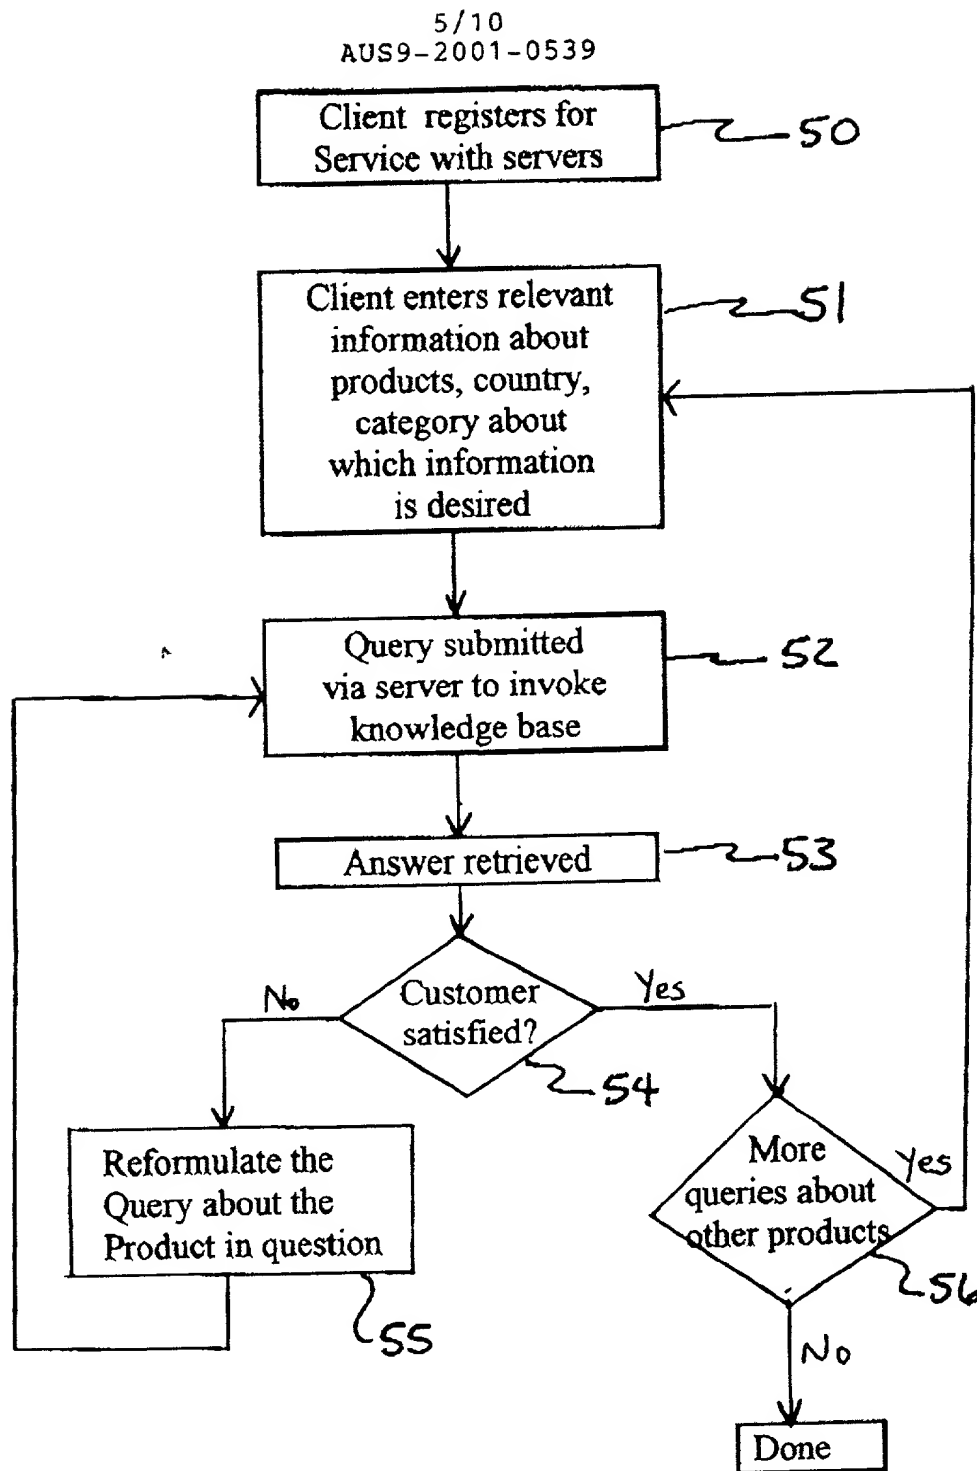 5/10
AUS9-2001-0539
Client registers for
Service with servers
50
Client enters relevant
information about
products, country,
category about
which information
is desired
51
Query submitted
via server to invoke
knowledge base
52
Answer retrieved
53
Customer
satisfied?
No
Yes
54
Reformulate the
Query about the
Product in question
55
More
queries about
other products
Yes
56
No
Done